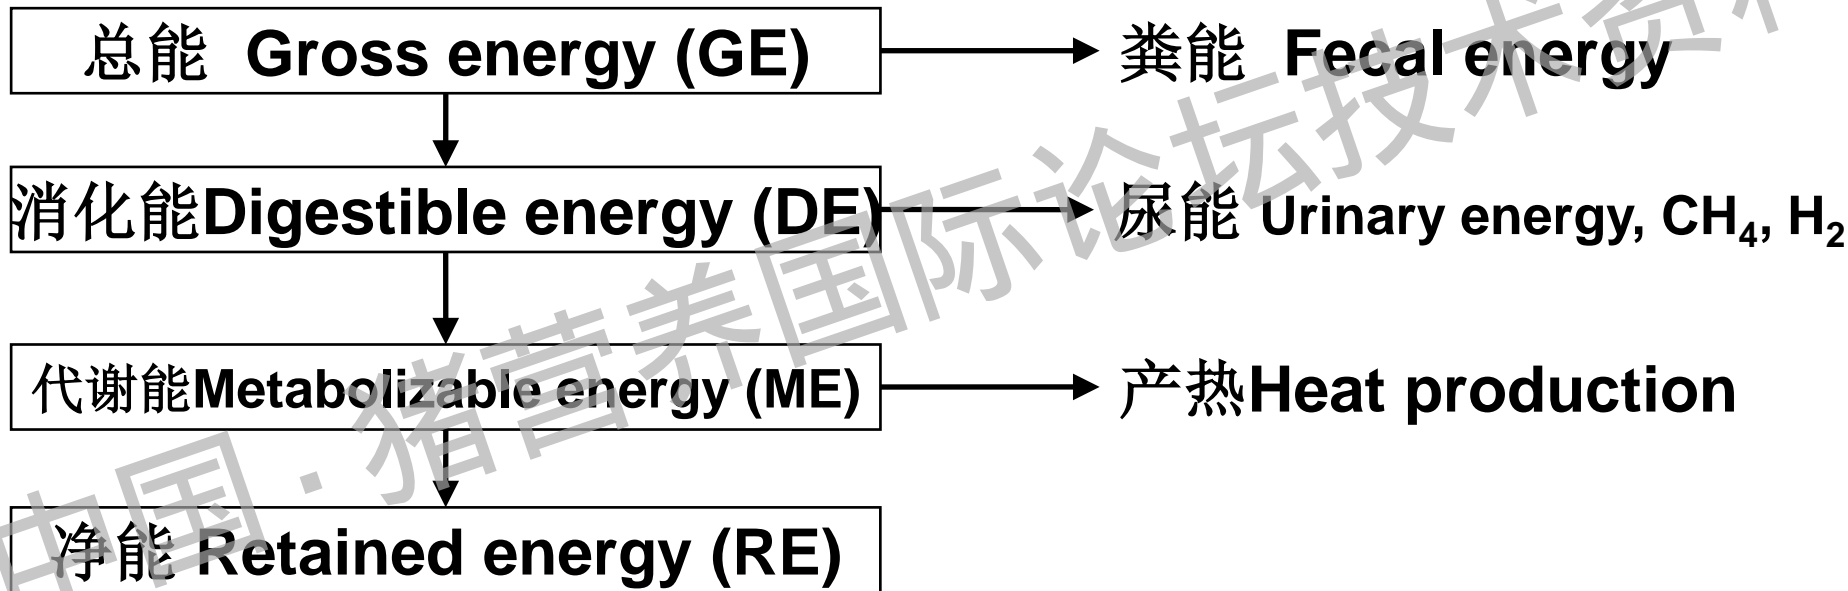 总能 Gross energy (GE)
粪能 Fecal energy
消化能Digestible energy (DE)
尿能 Urinary energy, CH₄, H₂
代谢能Metabolizable energy (ME)
产热Heat production
净能 Retained energy (RE)
中国·猪营养国际论坛技术资料